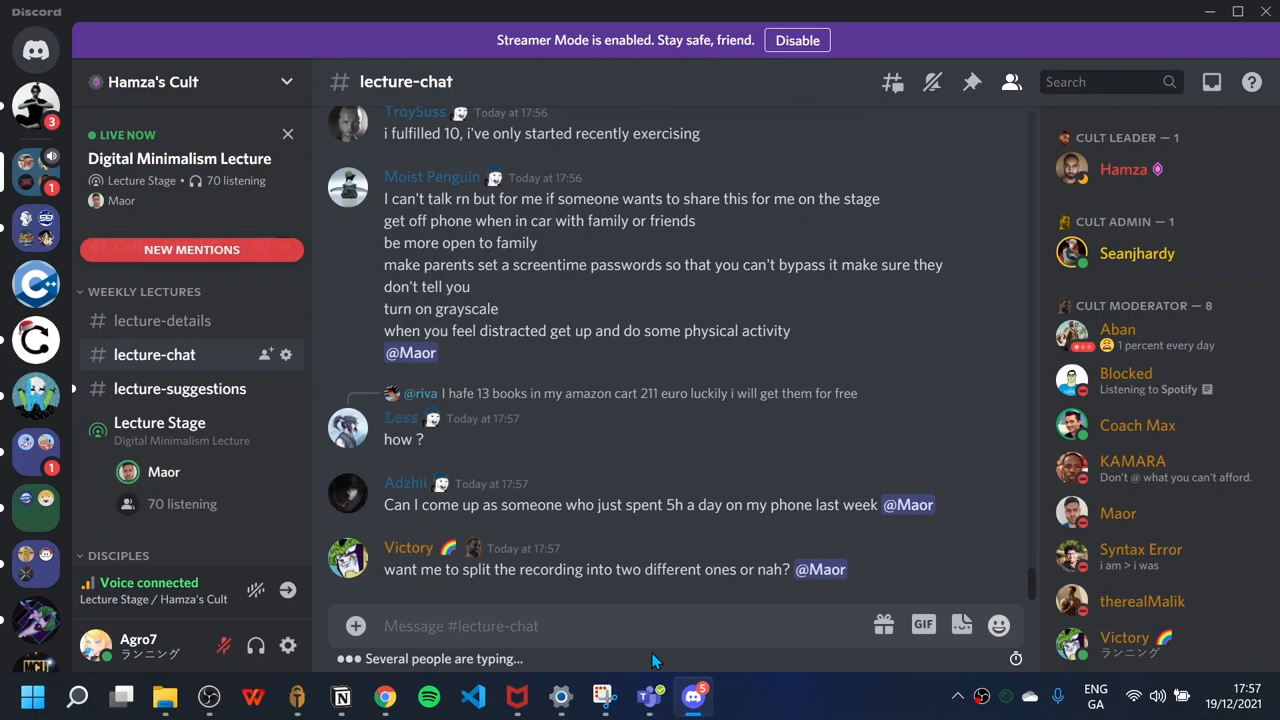 Discord
Streamer Mode is enabled. Stay safe, friend. Disable
3
1
1
Hamza's Cult
LIVE NOW
Digital Minimalism Lecture
Lecture Stage • 70 listening
Maor
NEW MENTIONS
WEEKLY LECTURES
# lecture-details
# lecture-chat
# lecture-suggestions
Lecture Stage
Digital Minimalism Lecture
Maor
70 listening
DISCIPLES
Voice connected
Lecture Stage / Hamza's Cult
Agro7
ランニング
# lecture-chat
Search
TroySuss Today at 17:56
i fulfilled 10, i've only started recently exercising
Moist Penguin Today at 17:56
I can't talk rn but for me if someone wants to share this for me on the stage
get off phone when in car with family or friends
be more open to family
make parents set a screentime passwords so that you can't bypass it make sure they
don't tell you
turn on grayscale
when you feel distracted get up and do some physical activity
@Maor
@riva I hafe 13 books in my amazon cart 211 euro luckily i will get them for free
𝕃𝕖𝕤𝕤 Today at 17:57
how ?
Adzhii Today at 17:57
Can I come up as someone who just spent 5h a day on my phone last week @Maor
Victory 🌈 Today at 17:57
want me to split the recording into two different ones or nah? @Maor
Message #lecture-chat
GIF
Several people are typing...
CULT LEADER — 1
Hamza
CULT ADMIN — 1
Seanjhardy
CULT MODERATOR — 8
Aban
😩 1 percent every day
Blocked
Listening to Spotify
Coach Max
KAMARA
Don't @ what you can't afford.
Maor
Syntax Error
i am > i was
therealMalik
Victory 🌈
ランニング
MCU
5
ENG
GA
17:57
19/12/2021